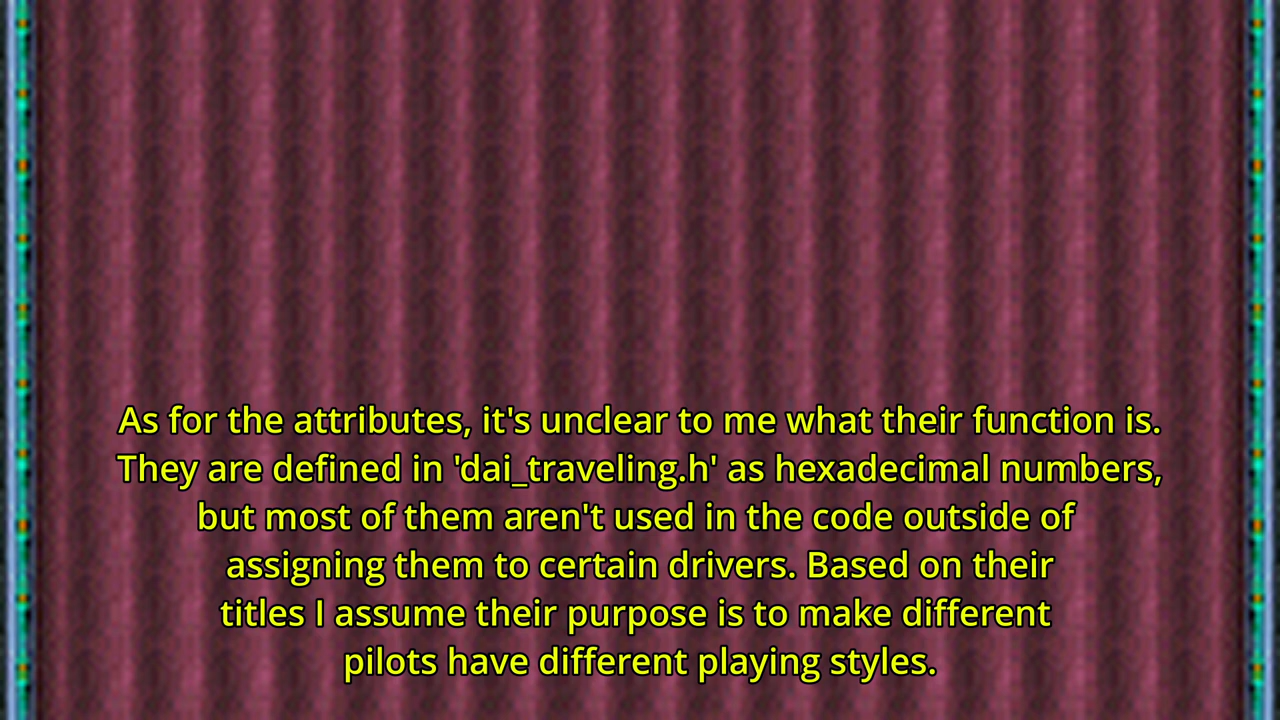 As for the attributes, it's unclear to me what their function is.
They are defined in 'dai_traveling.h' as hexadecimal numbers,
but most of them aren't used in the code outside of
assigning them to certain drivers. Based on their
titles I assume their purpose is to make different
pilots have different playing styles.